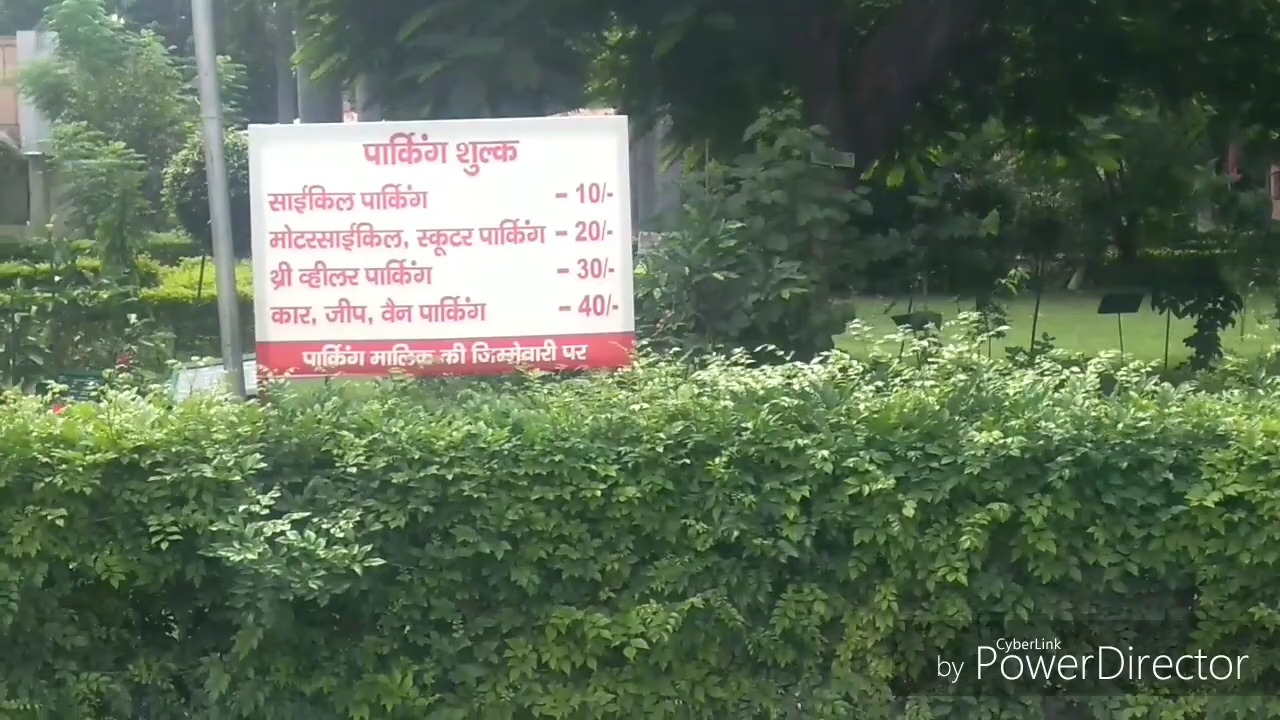 पार्किंग शुल्क
साईकिल पार्किंग - 10/-
मोटरसाईकिल, स्कूटर पार्किंग - 20/-
थ्री व्हीलर पार्किंग - 30/-
कार, जीप, वैन पार्किंग - 40/-
पार्किंग मालिक की जिम्मेवारी पर
by CyberLink PowerDirector